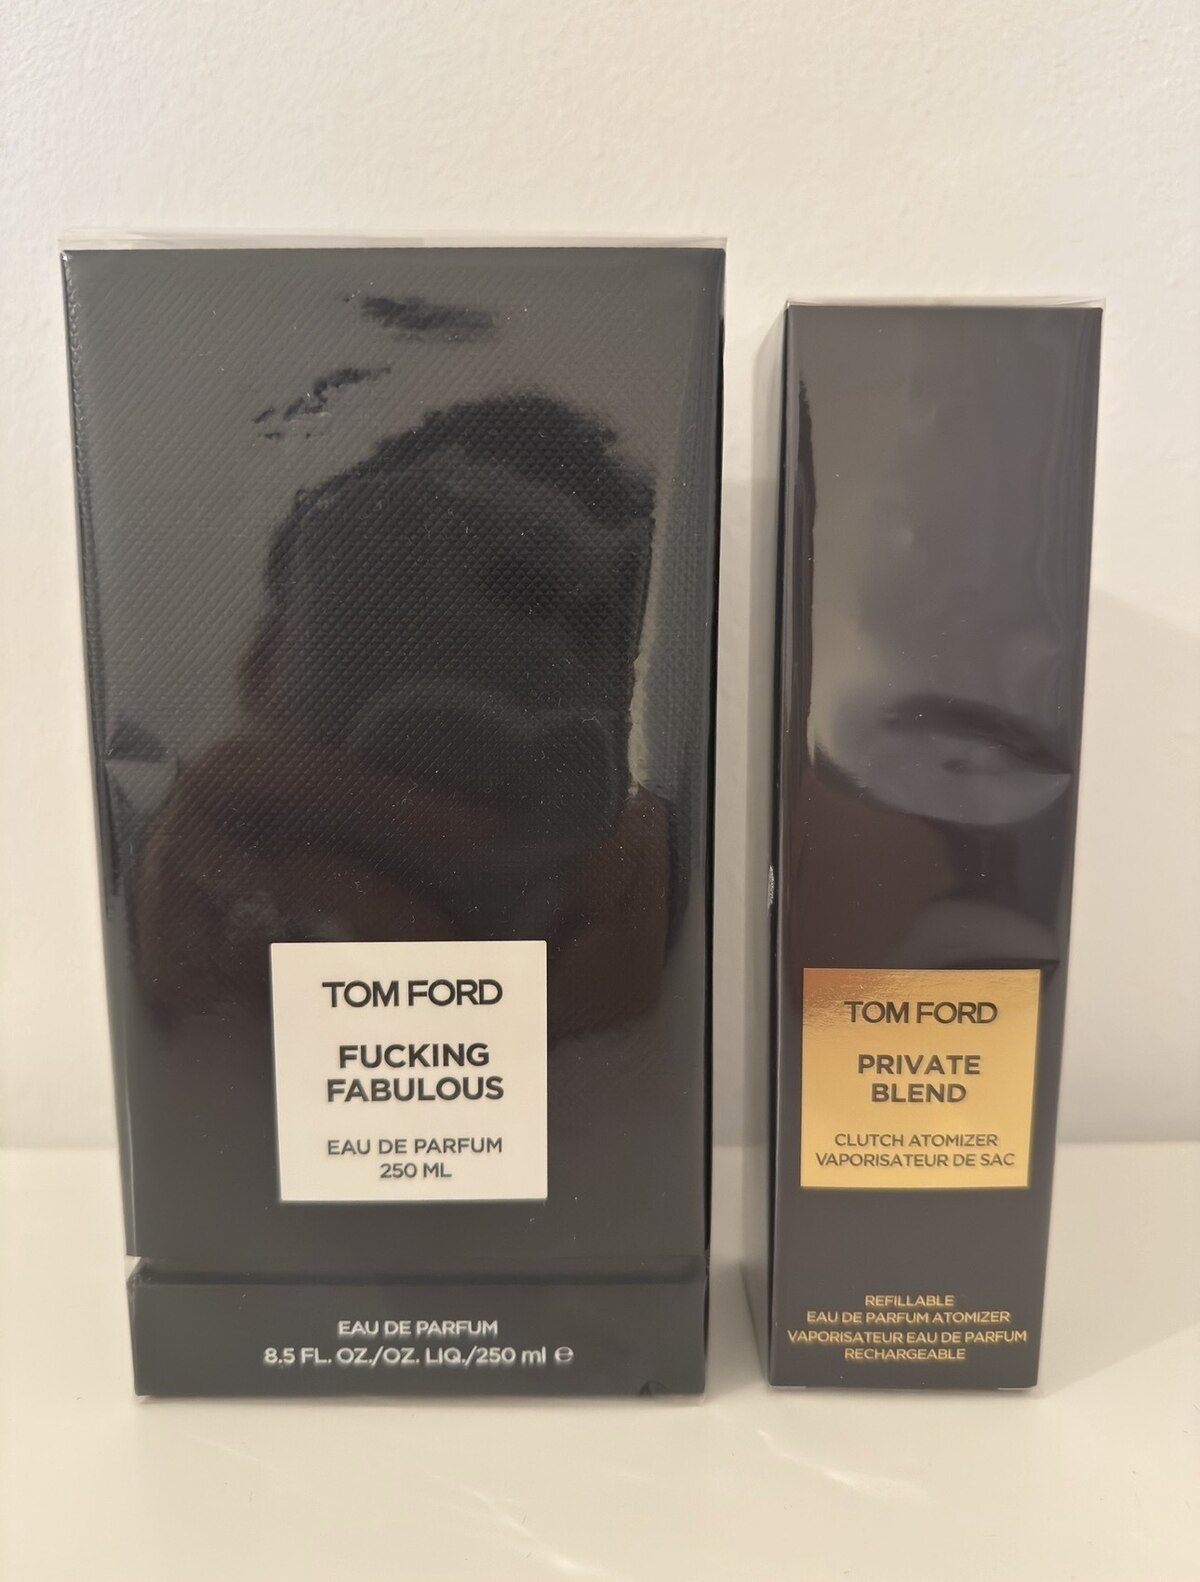 TOM FORD
FUCKING
FABULOUS
EAU DE PARFUM
250 ML
EAU DE PARFUM
8.5 FL. OZ./OZ. LIQ./250 ml ℮
TOM FORD
PRIVATE
BLEND
CLUTCH ATOMIZER
VAPORISATEUR DE SAC
REFILLABLE
EAU DE PARFUM ATOMIZER
VAPORISATEUR EAU DE PARFUM
RECHARGEABLE